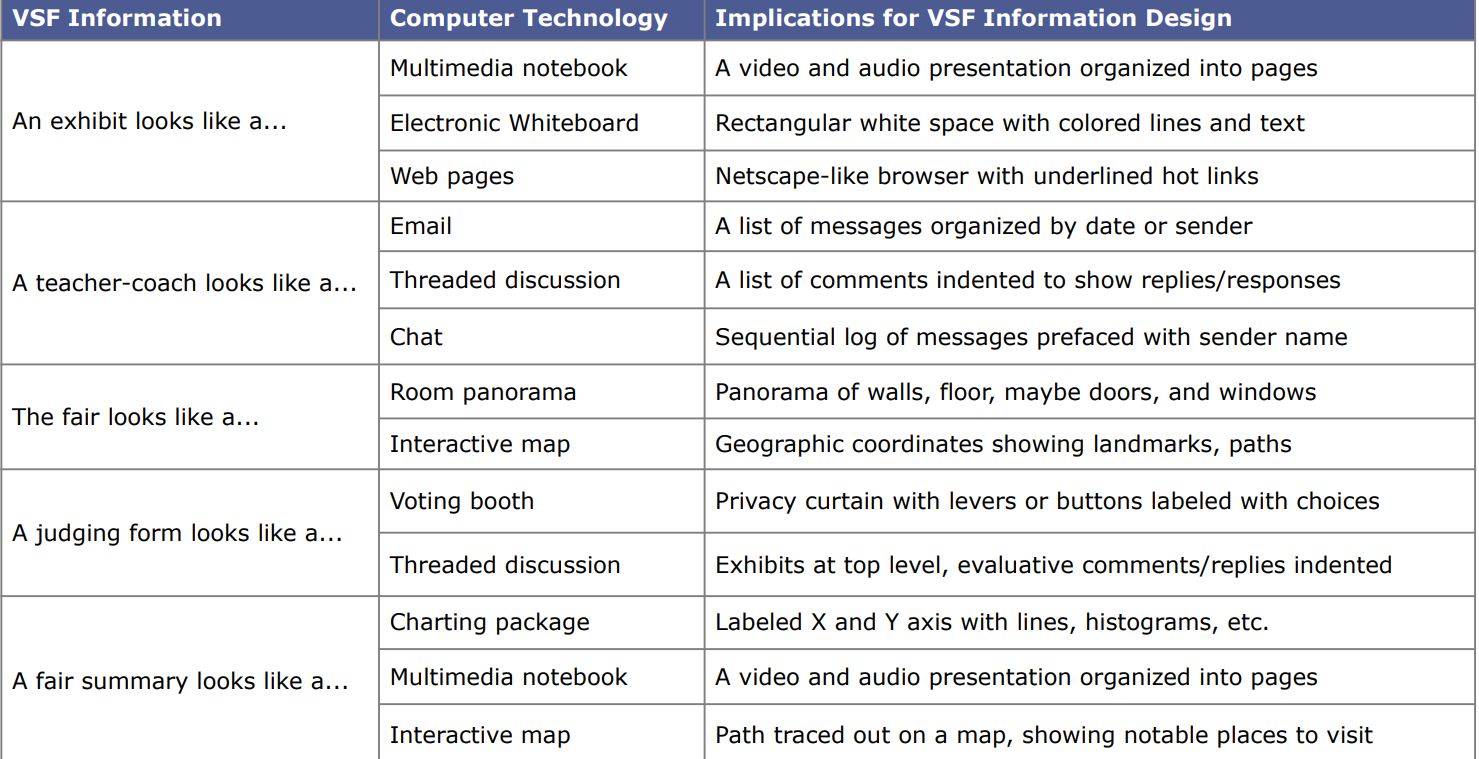 VSF Information Computer Technology Implications for VSF Information Design
An exhibit looks like a...
Multimedia notebook A video and audio presentation organized into pages
Electronic Whiteboard Rectangular white space with colored lines and text
Web pages Netscape-like browser with underlined hot links
A teacher-coach looks like a...
Email A list of messages organized by date or sender
Threaded discussion A list of comments indented to show replies/responses
Chat Sequential log of messages prefaced with sender name
The fair looks like a...
Room panorama Panorama of walls, floor, maybe doors, and windows
Interactive map Geographic coordinates showing landmarks, paths
A judging form looks like a...
Voting booth Privacy curtain with levers or buttons labeled with choices
Threaded discussion Exhibits at top level, evaluative comments/replies indented
A fair summary looks like a...
Charting package Labeled X and Y axis with lines, histograms, etc.
Multimedia notebook A video and audio presentation organized into pages
Interactive map Path traced out on a map, showing notable places to visit